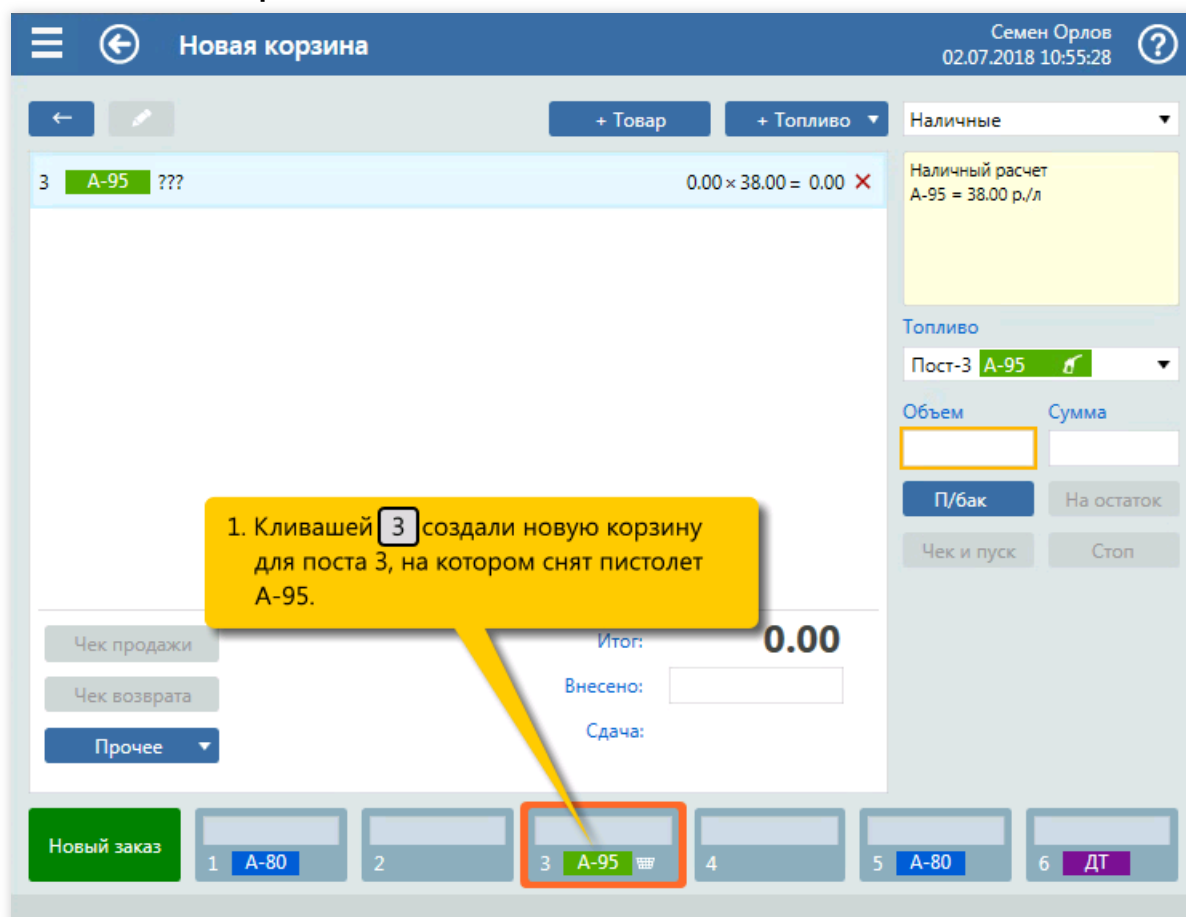 Новая корзина
Семен Орлов
02.07.2018 10:55:28
?
←
+ Товар
+ Топливо
Наличные
3 А-95 ??? 0.00 × 38.00 = 0.00 ✕
Наличный расчет
А-95 = 38.00 р./л
Топливо
Пост-3 А-95
Объем Сумма
П/бак На остаток
Чек и пуск Стоп
1. Кливашей 3 создали новую корзину
для поста 3, на котором снят пистолет
А-95.
Чек продажи
Чек возврата
Прочее
Итог: 0.00
Внесено:
Сдача:
Новый заказ
1 А-80
2
3 А-95
4
5 А-80
6 ДТ